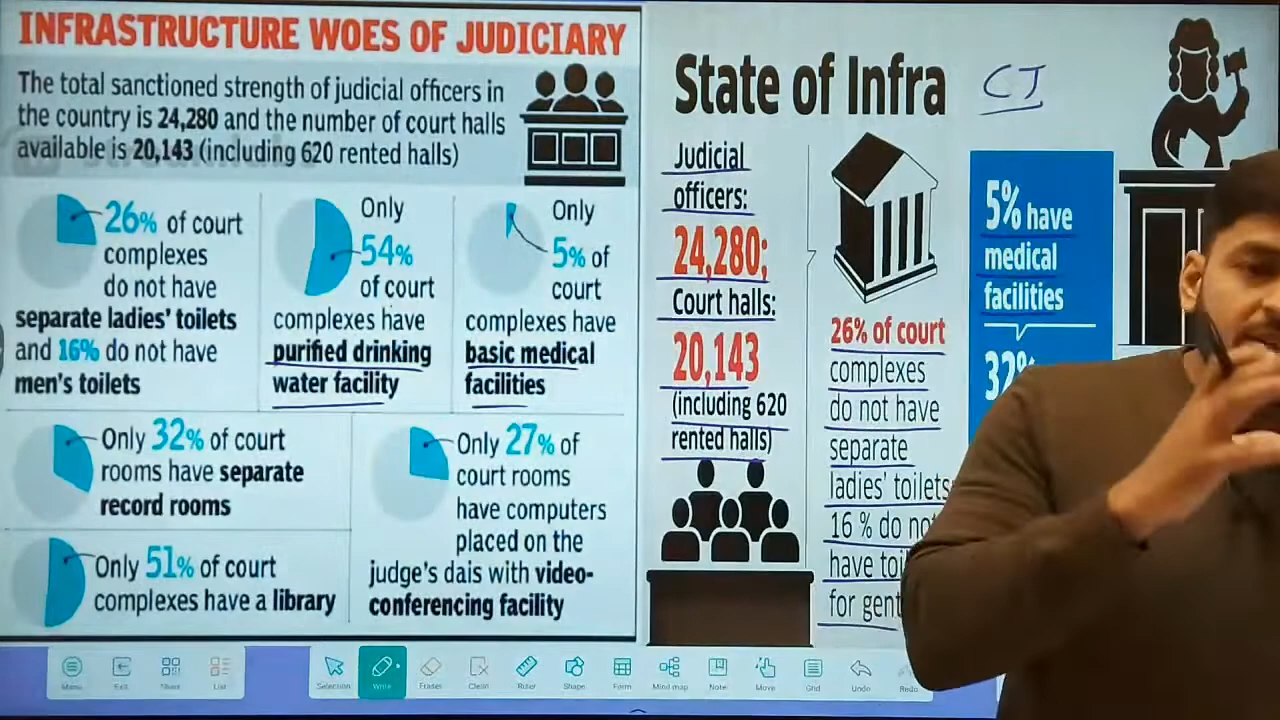 INFRASTRUCTURE WOES OF JUDICIARY
The total sanctioned strength of judicial officers in
the country is 24,280 and the number of court halls
available is 20,143 (including 620 rented halls)
26% of court
complexes
do not have
separate ladies' toilets
and 16% do not have
men's toilets
Only
54%
of court
complexes have
purified drinking
water facility
Only
5% of
court
complexes have
basic medical
facilities
Only 32% of court
rooms have separate
record rooms
Only 27% of
court rooms
have computers
placed on the
judge's dais with video-
conferencing facility
Only 51% of court
complexes have a library
State of Infra
CJ
Judicial
officers:
24,280;
Court halls:
20,143
(including 620
rented halls)
26% of court
complexes
do not have
separate
ladies' toilets
16 % do not
have toi
for gent
5% have
medical
facilities
32%
Menu
Exit
Share
List
Selection
Write
Eraser
Clean
Ruler
Shape
Form
Mind map
Note
Move
Grid
Undo
Redo